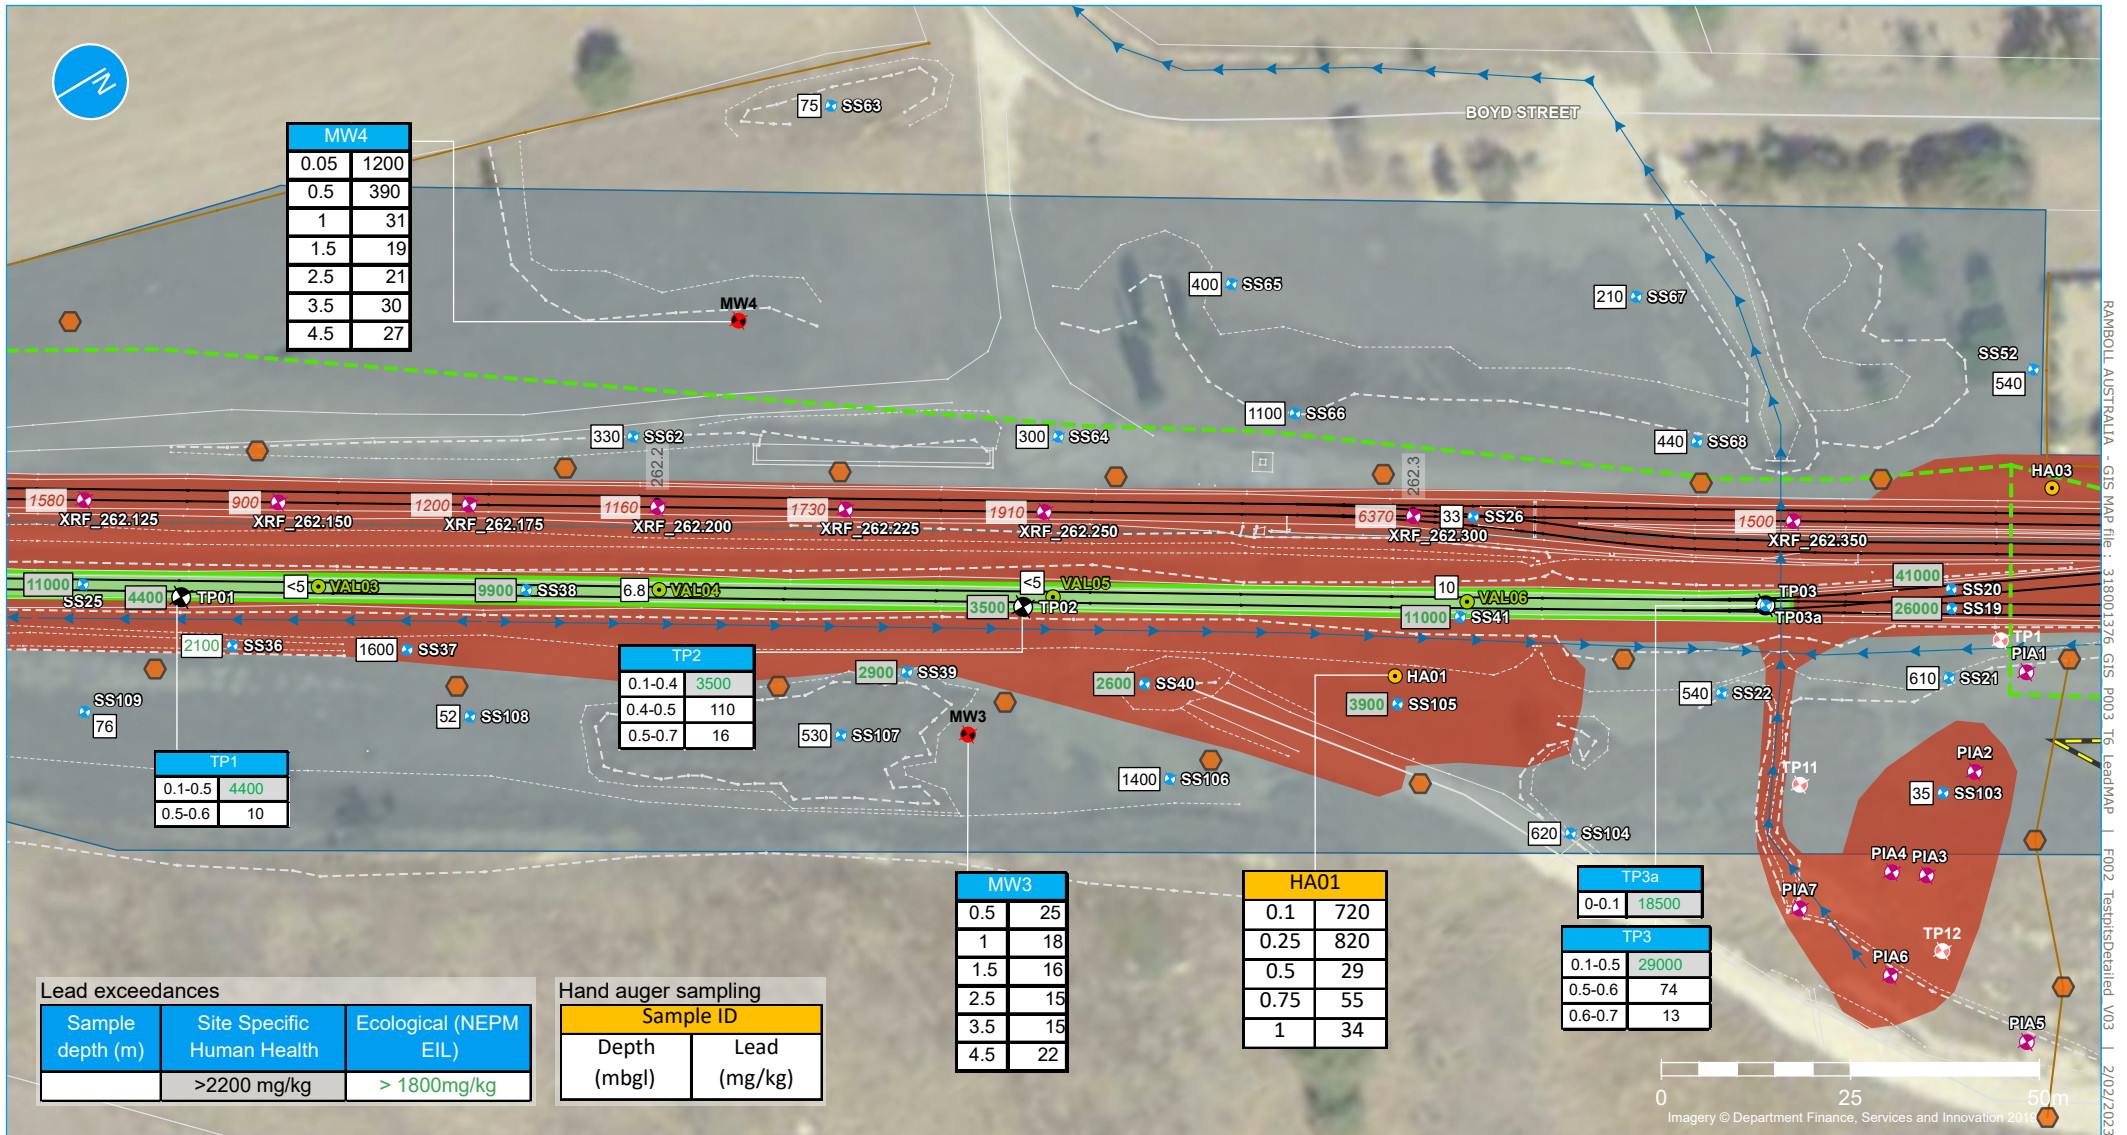 N
75 SS63
BOYD STREET
MW4
0.05 1200
0.5 390
1 31
1.5 19
2.5 21
3.5 30
4.5 27
MW4
400 SS65
210 SS67
SS52
540
1100 SS66
330 SS62
300 SS64
440 SS68
262.2
262.3
HA03
1580
XRF_262.125
900
XRF_262.150
1200
XRF_262.175
1160
XRF_262.200
1730
XRF_262.225
1910
XRF_262.250
6370
XRF_262.300
33 SS26
1500
XRF_262.350
11000
SS25
4400 TP01
<5 VAL03
9900 SS38
6.8 VAL04
<5 VAL05
3500 TP02
10 VAL06
11000 SS41
TP03
TP03a
41000 SS20
26000 SS19
TP1
PIA1
2100 SS36
1600 SS37
2900 SS39
2600 SS40
HA01
3900 SS105
540 SS22
610 SS21
SS109
76
52 SS108
530 SS107
MW3
1400 SS106
620 SS104
TP11
PIA2
35 SS103
PIA4 PIA3
PIA7
TP12
PIA6
PIA5
TP2
0.1-0.4 3500
0.4-0.5 110
0.5-0.7 16
TP1
0.1-0.5 4400
0.5-0.6 10
MW3
0.5 25
1 18
1.5 16
2.5 15
3.5 15
4.5 22
HA01
0.1 720
0.25 820
0.5 29
0.75 55
1 34
TP3a
0-0.1 18500
TP3
0.1-0.5 29000
0.5-0.6 74
0.6-0.7 13
Lead exceedances
Sample depth (m) Site Specific Human Health Ecological (NEPM EIL)
>2200 mg/kg > 1800mg/kg
Hand auger sampling
Sample ID
Depth (mbgl) Lead (mg/kg)
0 25 50m
Imagery © Department Finance, Services and Innovation 2019
RAMBOLL AUSTRALIA - GIS MAP file : 318001376_GIS_P003_T6_LeadMAP | F002_TestpitsDetailed_V03 | 2/02/2023